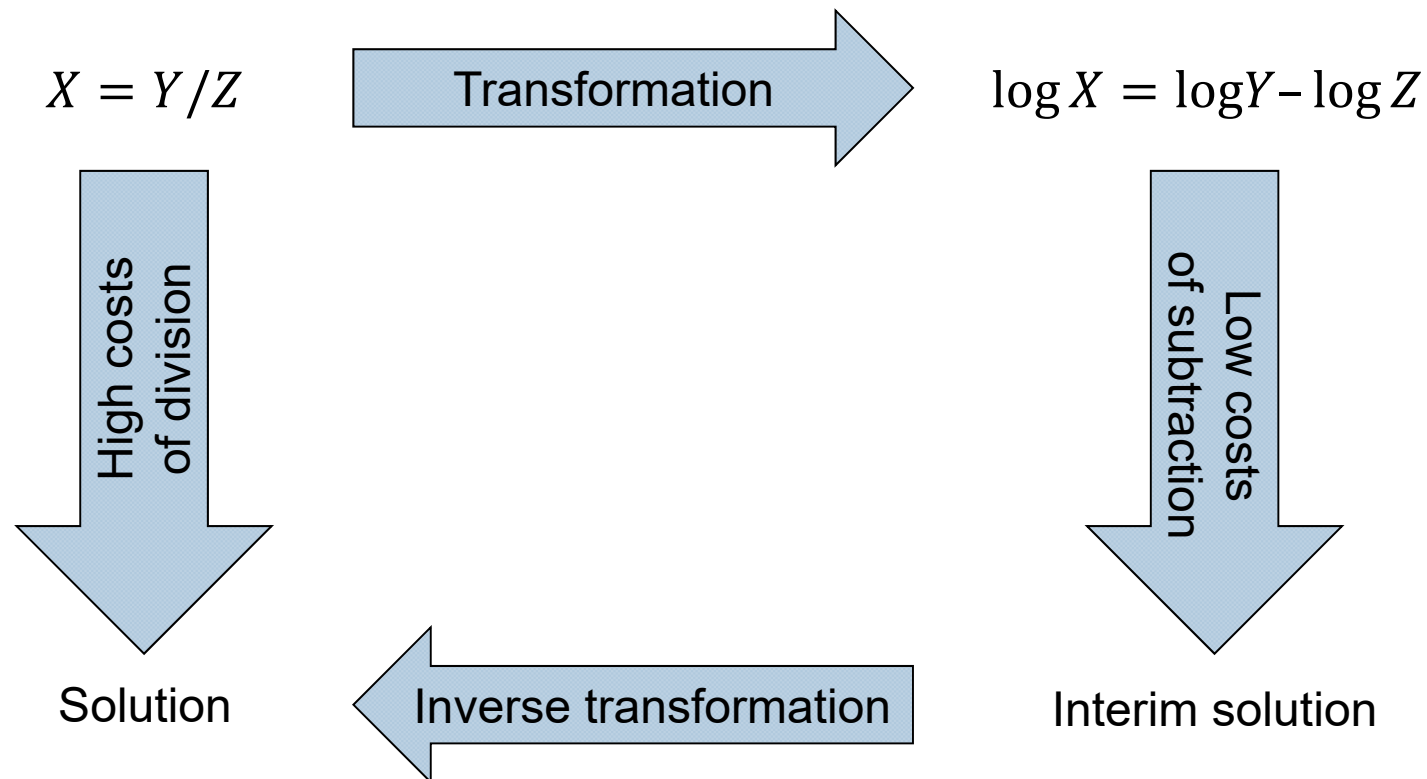 X = Y/Z
Transformation
log X = logY – log Z
High costs
of division
Low costs
of subtraction
Solution
Inverse transformation
Interim solution